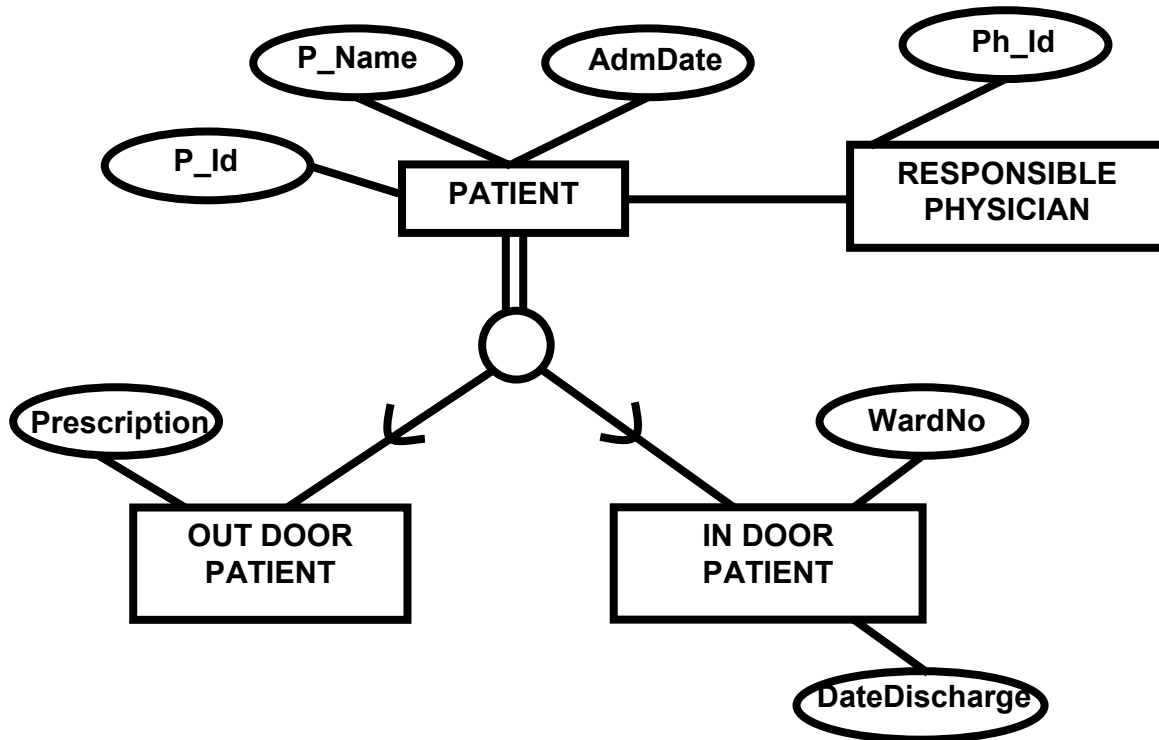 Ph_Id
P_Name
AdmDate
P_Id
PATIENT
RESPONSIBLE
PHYSICIAN
Prescription
WardNo
OUT DOOR
PATIENT
IN DOOR
PATIENT
DateDischarge